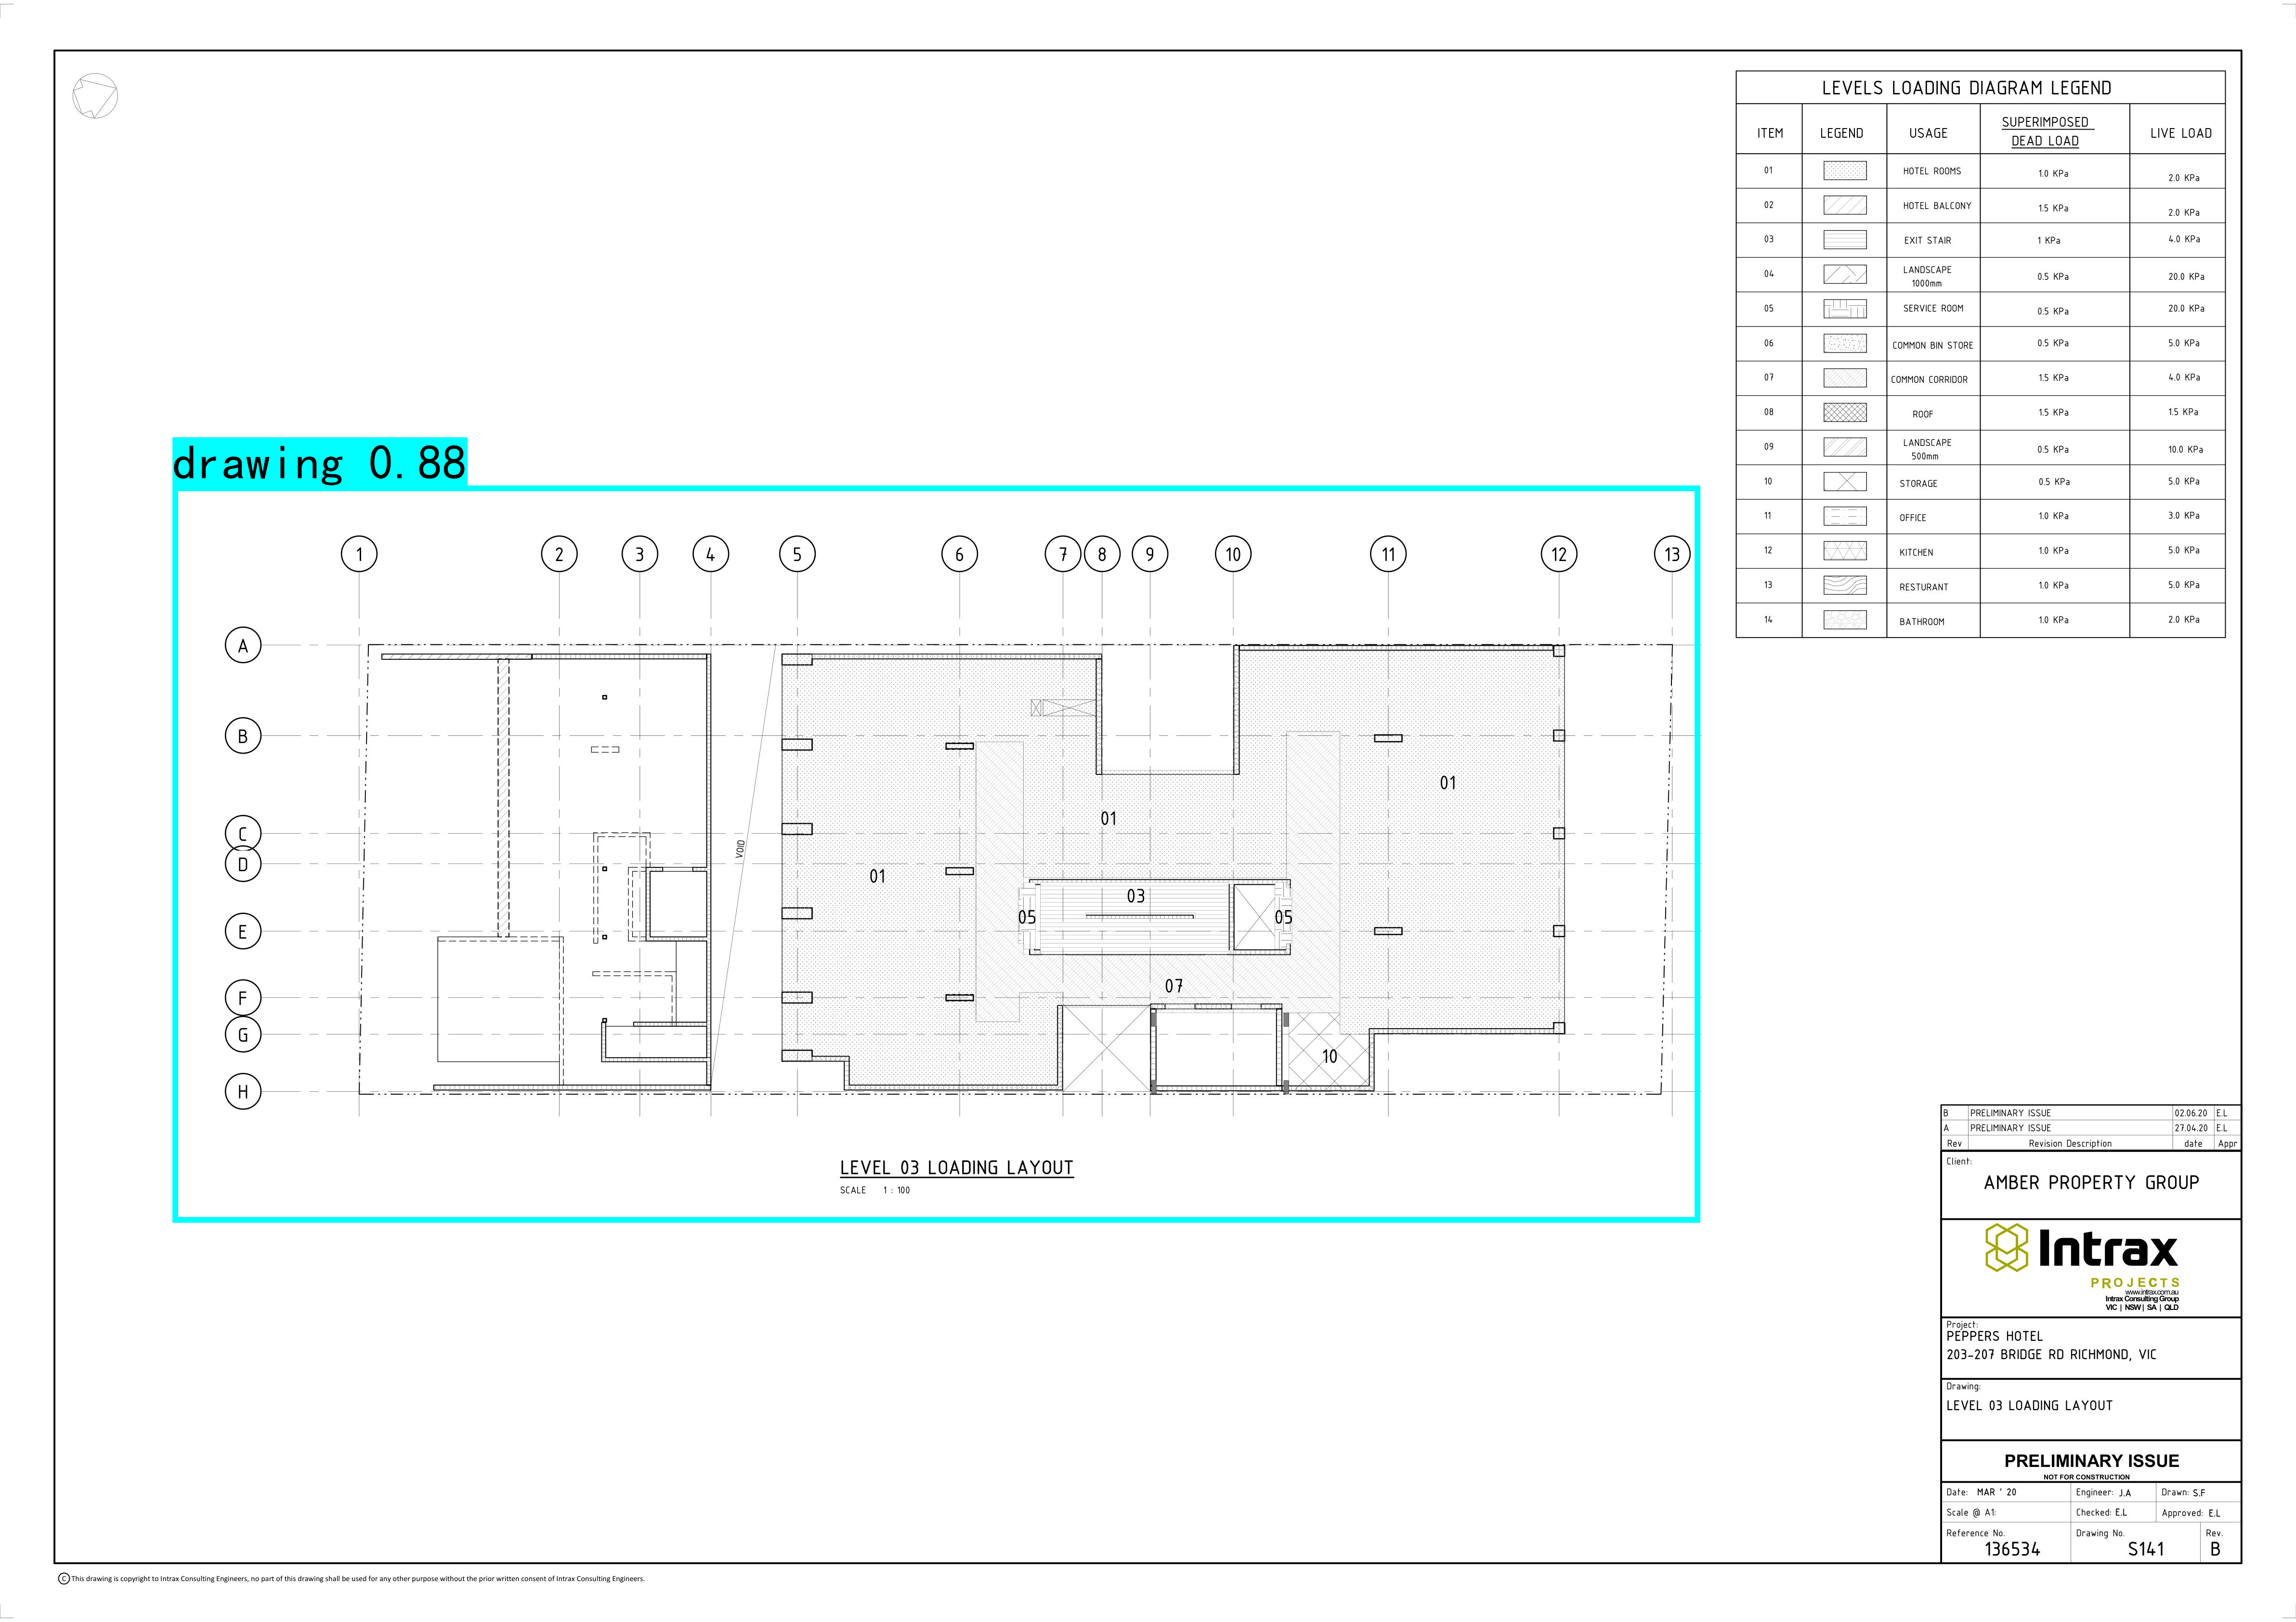 LEVELS LOADING DIAGRAM LEGEND
ITEM LEGEND USAGE SUPERIMPOSED DEAD LOAD LIVE LOAD
01 HOTEL ROOMS 1.0 KPa 2.0 KPa
02 HOTEL BALCONY 1.5 KPa 2.0 KPa
03 EXIT STAIR 1 KPa 4.0 KPa
04 LANDSCAPE 1000mm 0.5 KPa 20.0 KPa
05 SERVICE ROOM 0.5 KPa 20.0 KPa
06 COMMON BIN STORE 0.5 KPa 5.0 KPa
07 COMMON CORRIDOR 1.5 KPa 4.0 KPa
08 ROOF 1.5 KPa 1.5 KPa
09 LANDSCAPE 500mm 0.5 KPa 10.0 KPa
10 STORAGE 0.5 KPa 5.0 KPa
11 OFFICE 1.0 KPa 3.0 KPa
12 KITCHEN 1.0 KPa 5.0 KPa
13 RESTURANT 1.0 KPa 5.0 KPa
14 BATHROOM 1.0 KPa 2.0 KPa
drawing 0.88
1 2 3 4 5 6 7 8 9 10 11 12 13
A
B
C
D
E
F
G
H
VOID
01
01
01
03
05
05
07
10
LEVEL 03 LOADING LAYOUT
SCALE 1 : 100
B PRELIMINARY ISSUE 02.06.20 E.L
A PRELIMINARY ISSUE 27.04.20 E.L
Rev Revision Description date Appr
Client:
AMBER PROPERTY GROUP
Intrax
PROJECTS
www.intrax.com.au
Intrax Consulting Group
VIC | NSW | SA | QLD
Project:
PEPPERS HOTEL
203-207 BRIDGE RD RICHMOND, VIC
Drawing:
LEVEL 03 LOADING LAYOUT
PRELIMINARY ISSUE
NOT FOR CONSTRUCTION
Date: MAR ' 20 Engineer: J.A Drawn: S.F
Scale @ A1: Checked: E.L Approved: E.L
Reference No. Drawing No. Rev.
136534 S141 B
C This drawing is copyright to Intrax Consulting Engineers, no part of this drawing shall be used for any other purpose without the prior written consent of Intrax Consulting Engineers.